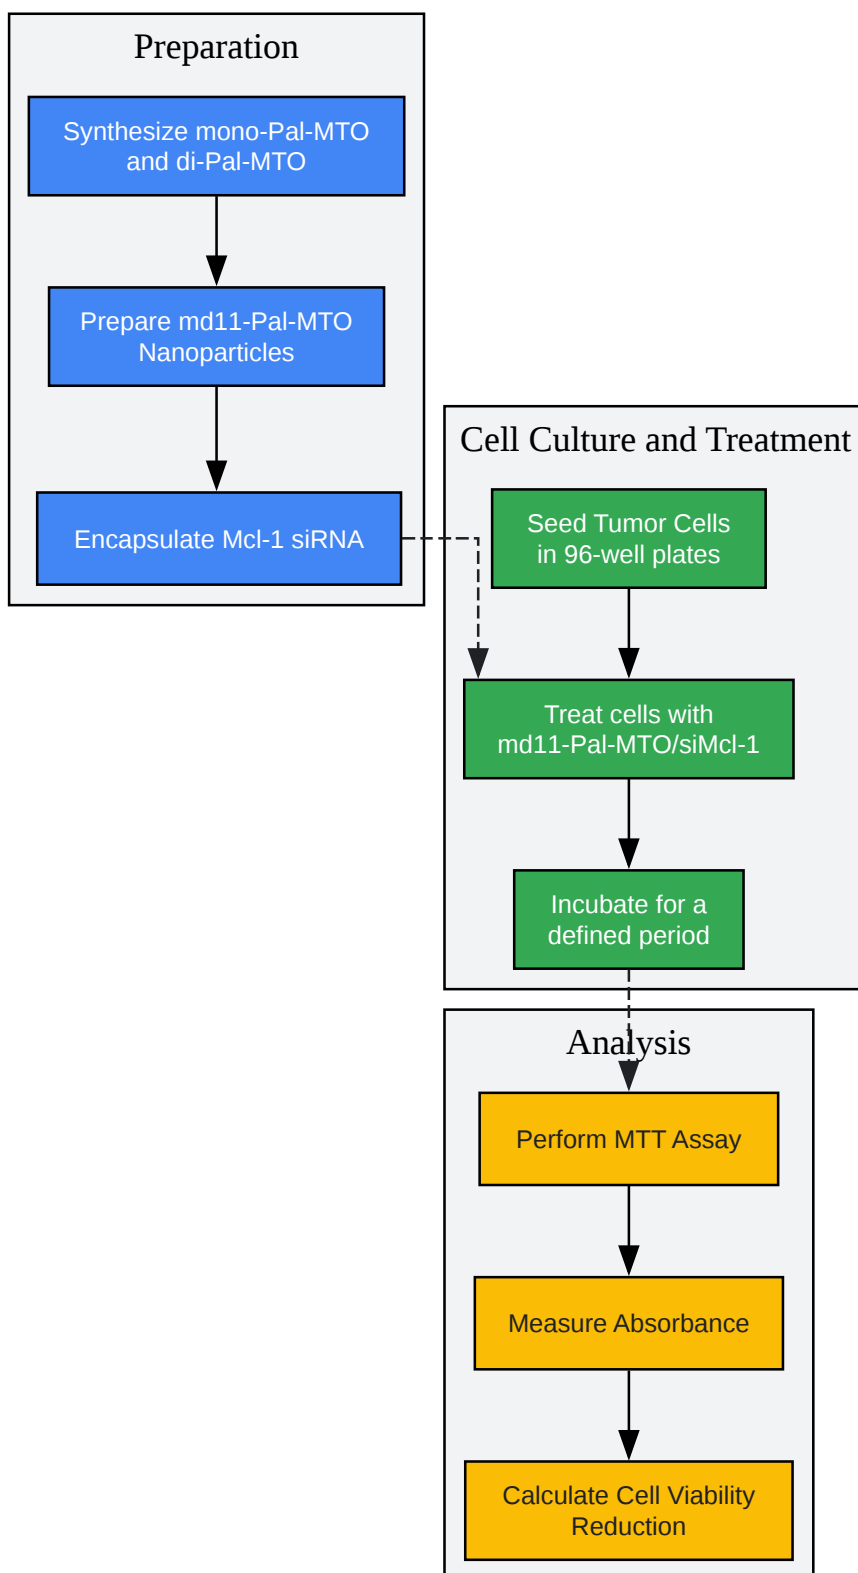 Preparation
Synthesize mono-Pal-MTO
and di-Pal-MTO
Prepare md11-Pal-MTO
Nanoparticles
Encapsulate Mcl-1 siRNA
Cell Culture and Treatment
Seed Tumor Cells
in 96-well plates
Treat cells with
md11-Pal-MTO/siMcl-1
Incubate for a
defined period
Analysis
Perform MTT Assay
Measure Absorbance
Calculate Cell Viability
Reduction